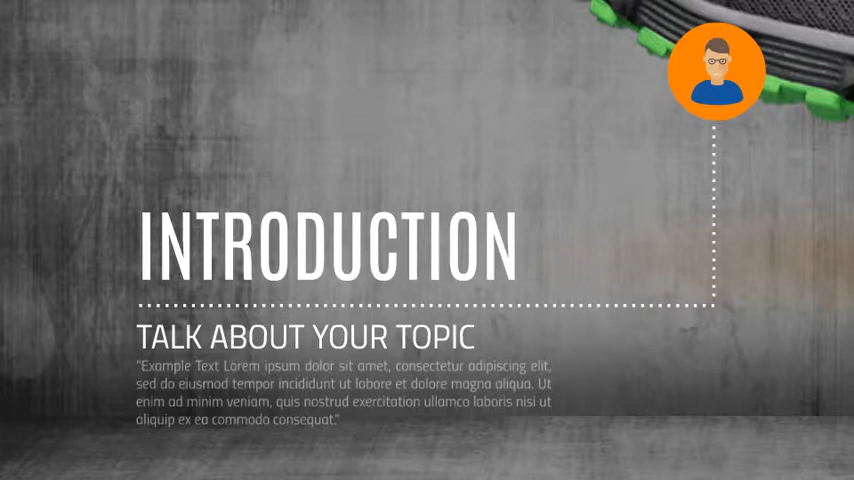 INTRODUCTION
TALK ABOUT YOUR TOPIC
"Example Text Lorem ipsum dolor sit amet, consectetur adipiscing elit,
sed do eiusmod tempor incididunt ut labore et dolore magna aliqua. Ut
enim ad minim veniam, quis nostrud exercitation ullamco laboris nisi ut
aliquip ex ea commodo consequat."